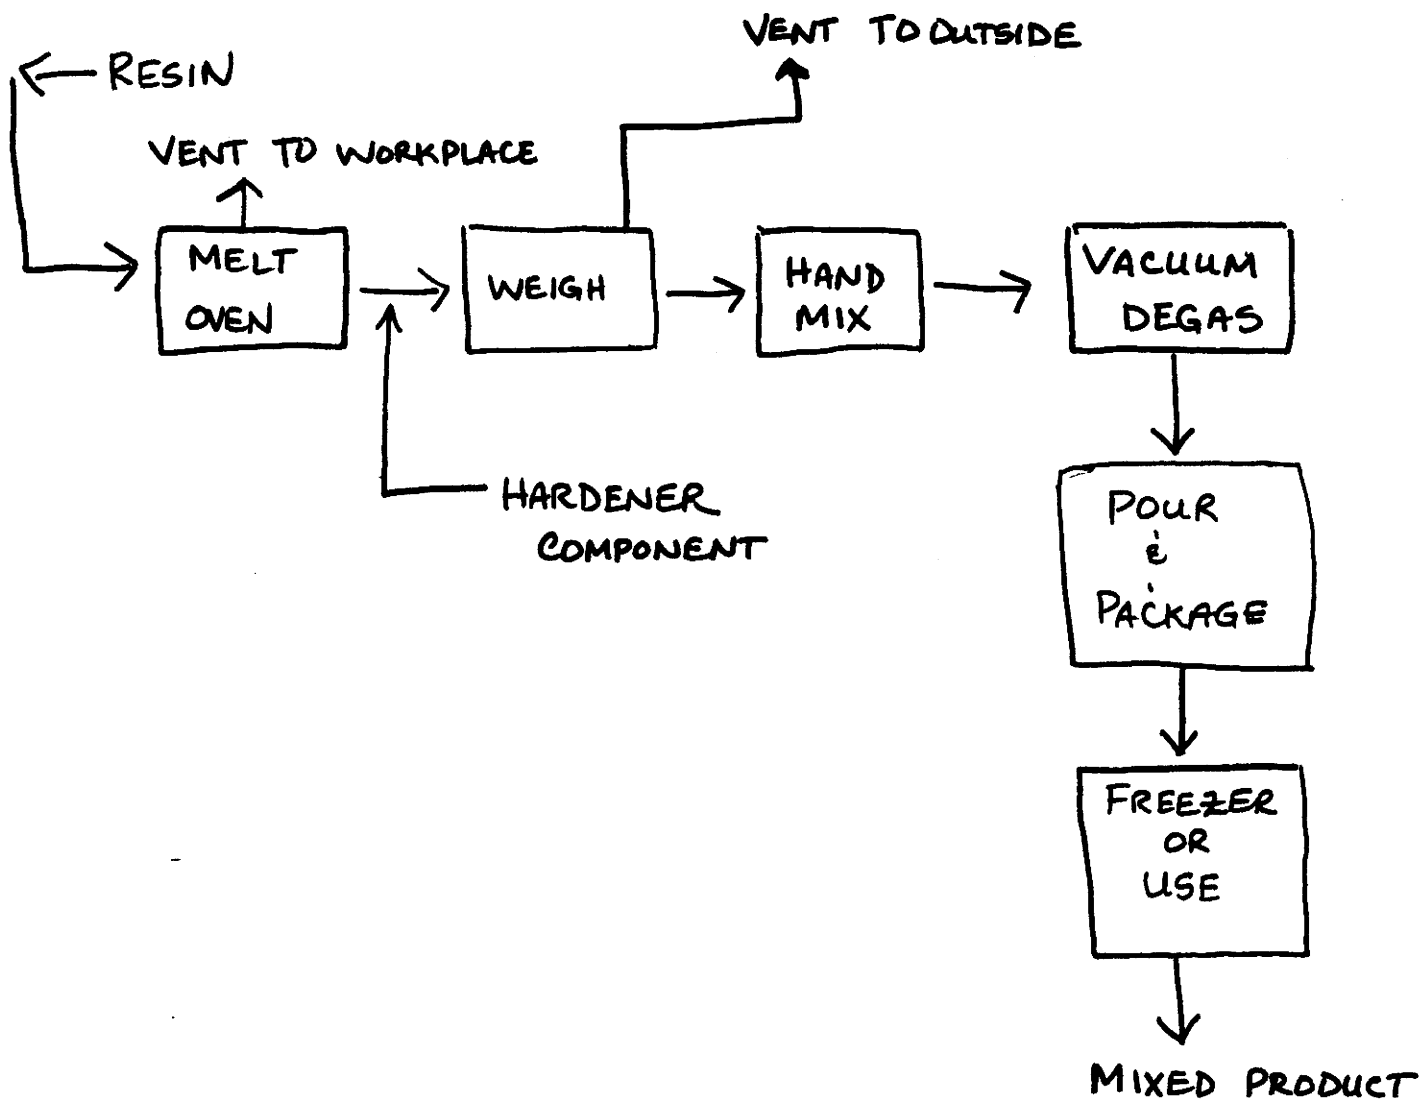 VENT TO OUTSIDE
RESIN
VENT TO WORKPLACE
MELT
OVEN
WEIGH
HAND
MIX
VACUUM
DEGAS
HARDENER
COMPONENT
POUR
&
PACKAGE
FREEZER
OR
USE
MIXED PRODUCT